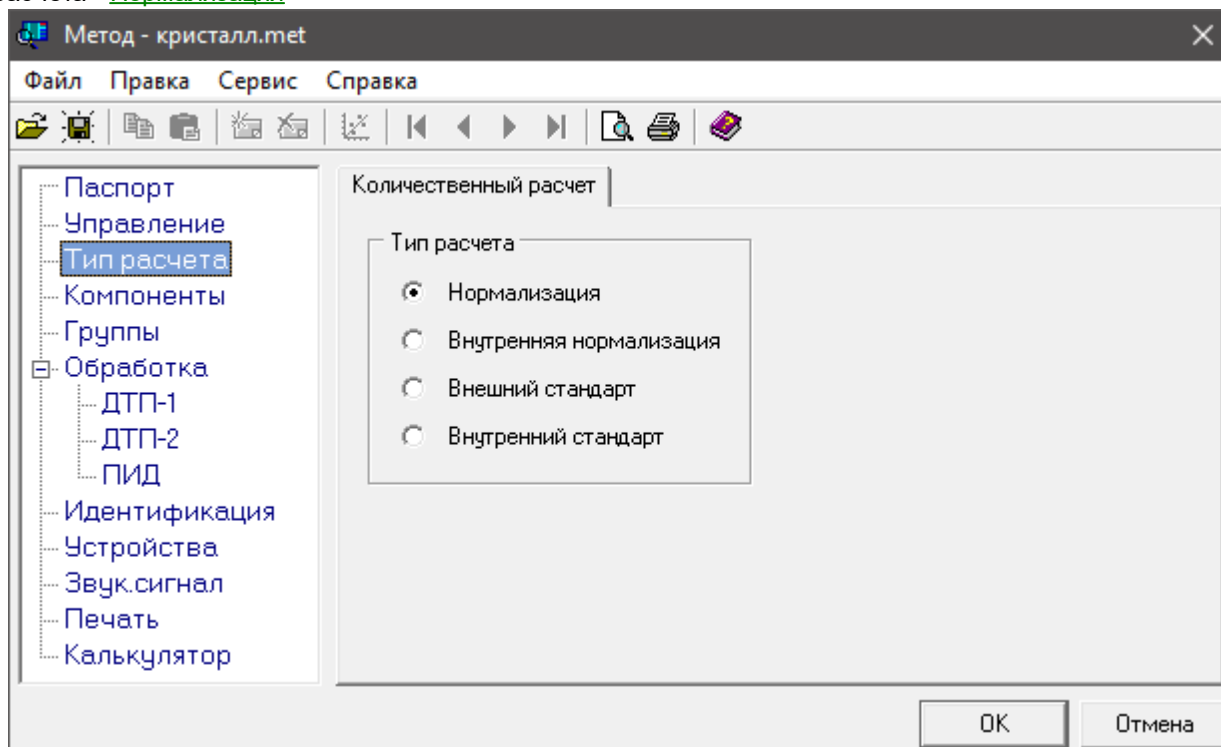 Метод - кристалл.met
Файл Правка Сервис Справка
Паспорт
Управление
Тип расчета
Компоненты
Группы
Обработка
ДТП-1
ДТП-2
ПИД
Идентификация
Устройства
Звук.сигнал
Печать
Калькулятор
Количественный расчет
Тип расчета
Нормализация
Внутренняя нормализация
Внешний стандарт
Внутренний стандарт
OK Отмена